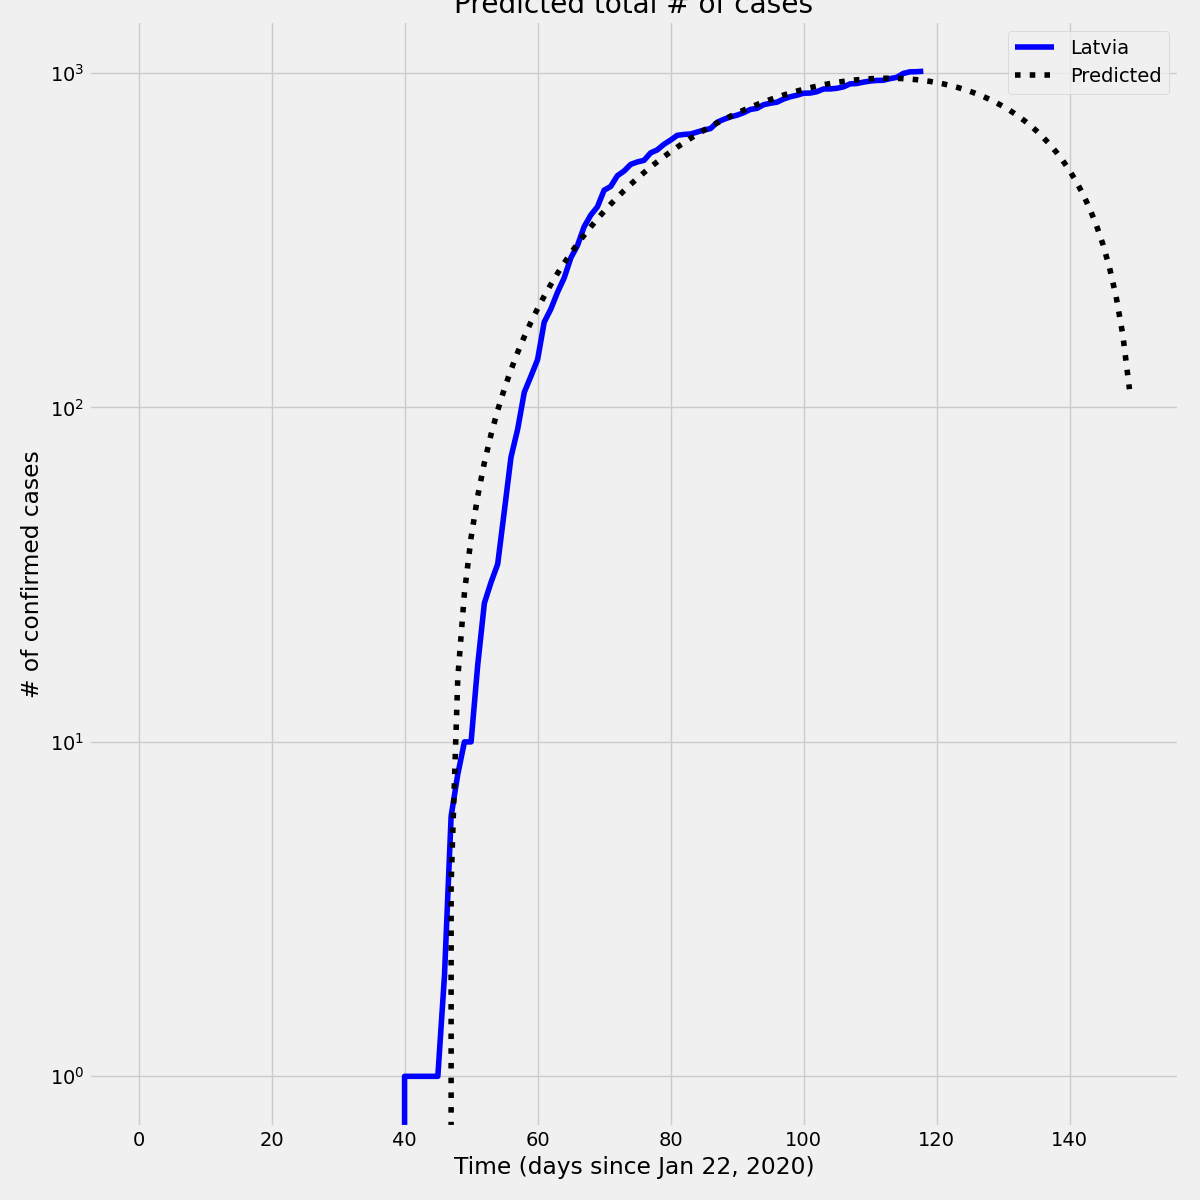 Predicted total # of cases
Latvia
Predicted
10³
10²
10¹
10⁰
# of confirmed cases
0 20 40 60 80 100 120 140
Time (days since Jan 22, 2020)